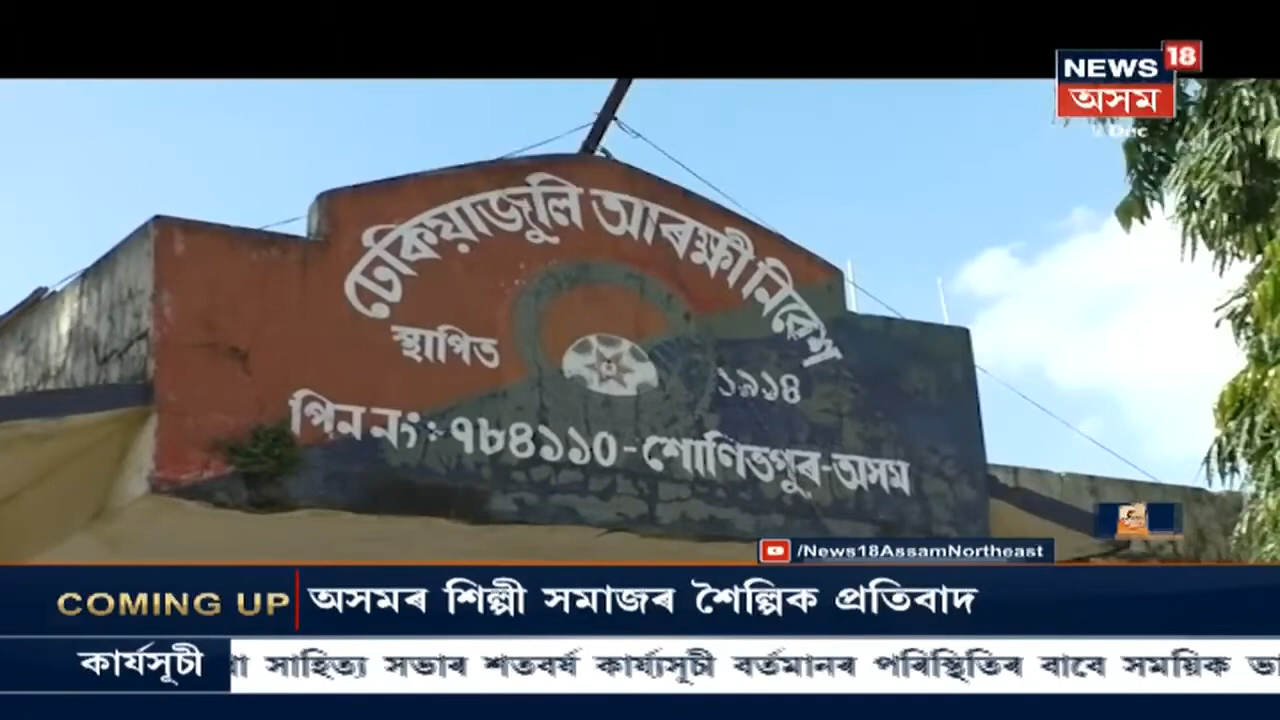 NEWS 18
অসম
Dec
ঢেকিয়াজুলি আৰক্ষী নিৱেশ
স্থাপিত ১৯১৪
পিন নং:-৭৮৪১১০-শোণিতপুৰ-অসম
/News18AssamNortheast
COMING UP অসমৰ শিল্পী সমাজৰ শৈল্পিক প্ৰতিবাদ
কাৰ্যসূচী সাহিত্য সভাৰ শতবৰ্ষ কাৰ্য্যসূচী বৰ্তমানৰ পৰিস্থিতিৰ বাবে সময়িক